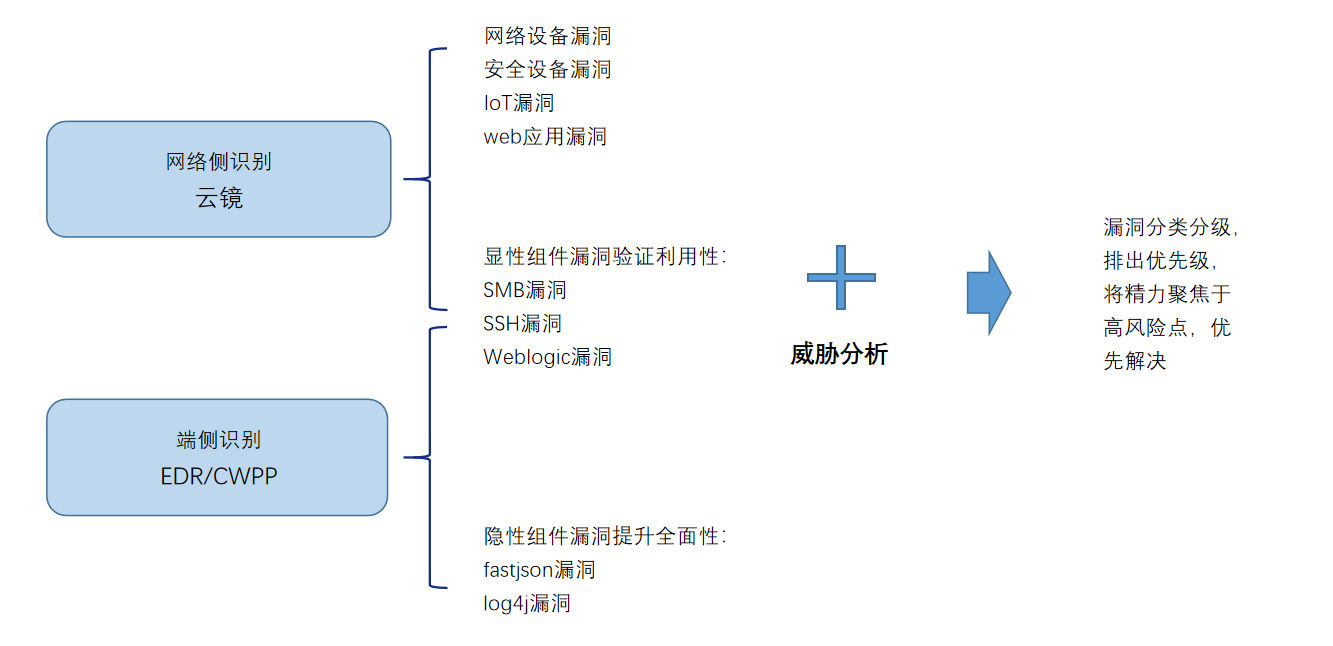 网络侧识别
云镜
端侧识别
EDR/CWPP
网络设备漏洞
安全设备漏洞
IoT漏洞
web应用漏洞
显性组件漏洞验证利用性：
SMB漏洞
SSH漏洞
Weblogic漏洞
隐性组件漏洞提升全面性：
fastjson漏洞
log4j漏洞
威胁分析
漏洞分类分级，
排出优先级，
将精力聚焦于
高风险点，优
先解决